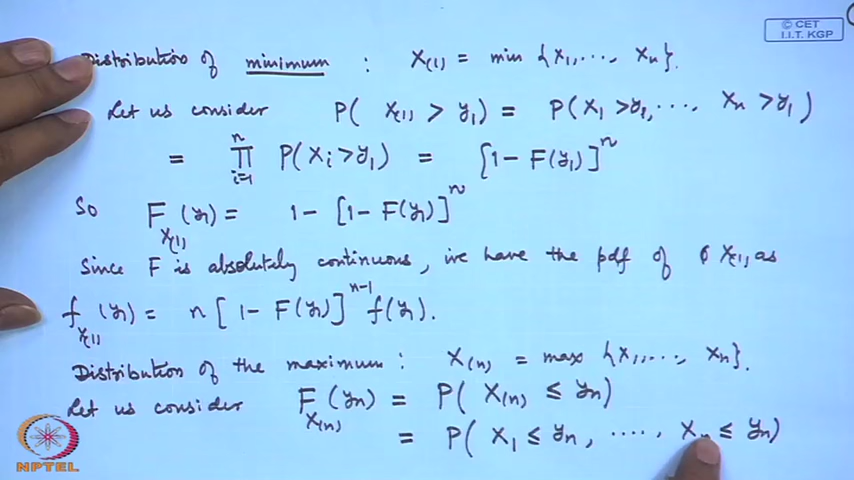 © CET
I.I.T. KGP
Distribution of minimum : X(1) = min {X1, ..., Xn}.
Let us consider P( X(1) > y1) = P(X1 > y1, ..., Xn > y1)
= n∏i=1 P(Xi > y1) = [1 - F(y1)]^n
So F_X(1) (y1) = 1 - [1 - F(y1)]^n
Since F is absolutely continuous, we have the pdf of X(1) as
f_X(1) (y1) = n [1 - F(y1)]^n-1 f(y1).
Distribution of the maximum : X(n) = max {X1, ..., Xn}.
Let us consider F_X(n) (yn) = P( X(n) ≤ yn)
= P( X1 ≤ yn, ...., Xn ≤ yn)
NPTEL